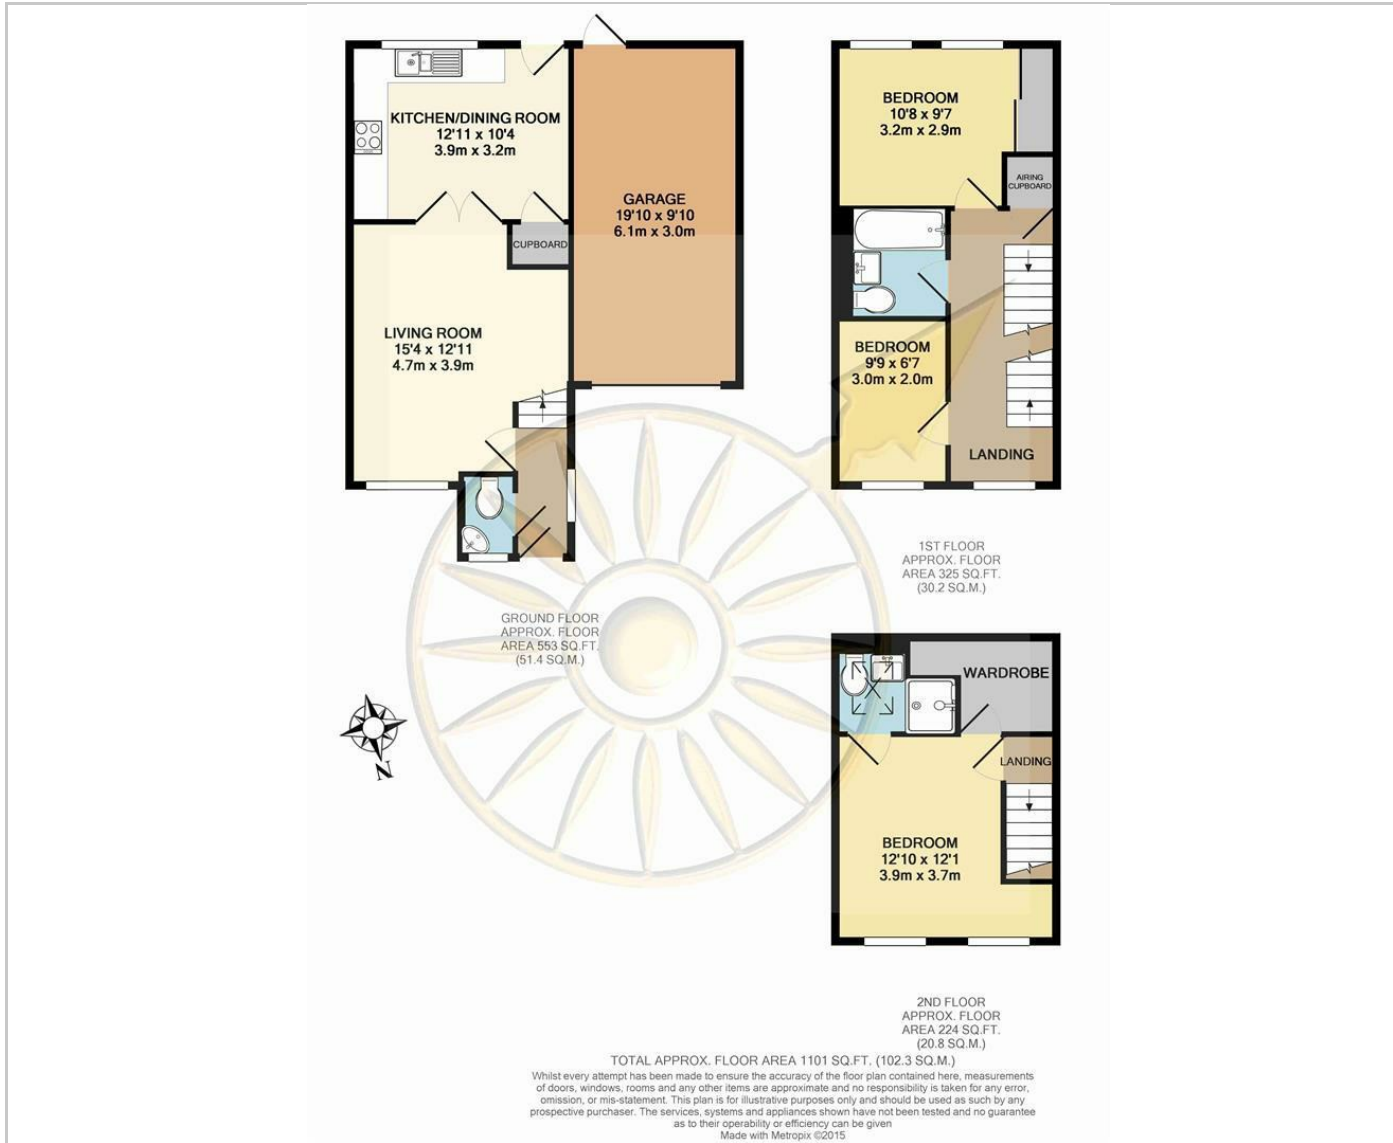 KITCHEN/DINING ROOM
12'11 x 10'4
3.9m x 3.2m
GARAGE
19'10 x 9'10
6.1m x 3.0m
CUPBOARD
LIVING ROOM
15'4 x 12'11
4.7m x 3.9m
GROUND FLOOR
APPROX. FLOOR
AREA 553 SQ.FT.
(51.4 SQ.M.)
N
BEDROOM
10'8 x 9'7
3.2m x 2.9m
AIRING
CUPBOARD
BEDROOM
9'9 x 6'7
3.0m x 2.0m
LANDING
1ST FLOOR
APPROX. FLOOR
AREA 325 SQ.FT.
(30.2 SQ.M.)
WARDROBE
LANDING
BEDROOM
12'10 x 12'1
3.9m x 3.7m
2ND FLOOR
APPROX. FLOOR
AREA 224 SQ.FT.
(20.8 SQ.M.)
TOTAL APPROX. FLOOR AREA 1101 SQ.FT. (102.3 SQ.M.)
Whilst every attempt has been made to ensure the accuracy of the floor plan contained here, measurements
of doors, windows, rooms and any other items are approximate and no responsibility is taken for any error,
omission, or mis-statement. This plan is for illustrative purposes only and should be used as such by any
prospective purchaser. The services, systems and appliances shown have not been tested and no guarantee
as to their operability or efficiency can be given
Made with Metropix ©2015